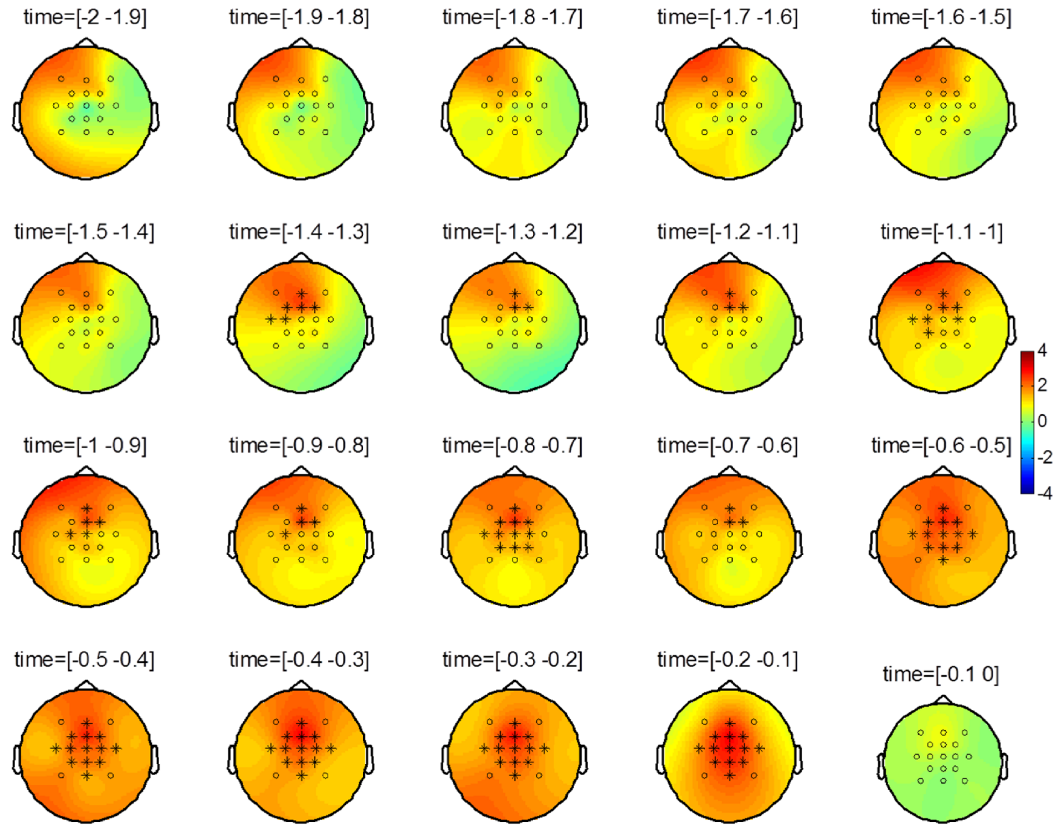 time=[-2 -1.9]
time=[-1.9 -1.8]
time=[-1.8 -1.7]
time=[-1.7 -1.6]
time=[-1.6 -1.5]
time=[-1.5 -1.4]
time=[-1.4 -1.3]
time=[-1.3 -1.2]
time=[-1.2 -1.1]
time=[-1.1 -1]
4
2
0
-2
-4
time=[-1 -0.9]
time=[-0.9 -0.8]
time=[-0.8 -0.7]
time=[-0.7 -0.6]
time=[-0.6 -0.5]
time=[-0.5 -0.4]
time=[-0.4 -0.3]
time=[-0.3 -0.2]
time=[-0.2 -0.1]
time=[-0.1 0]